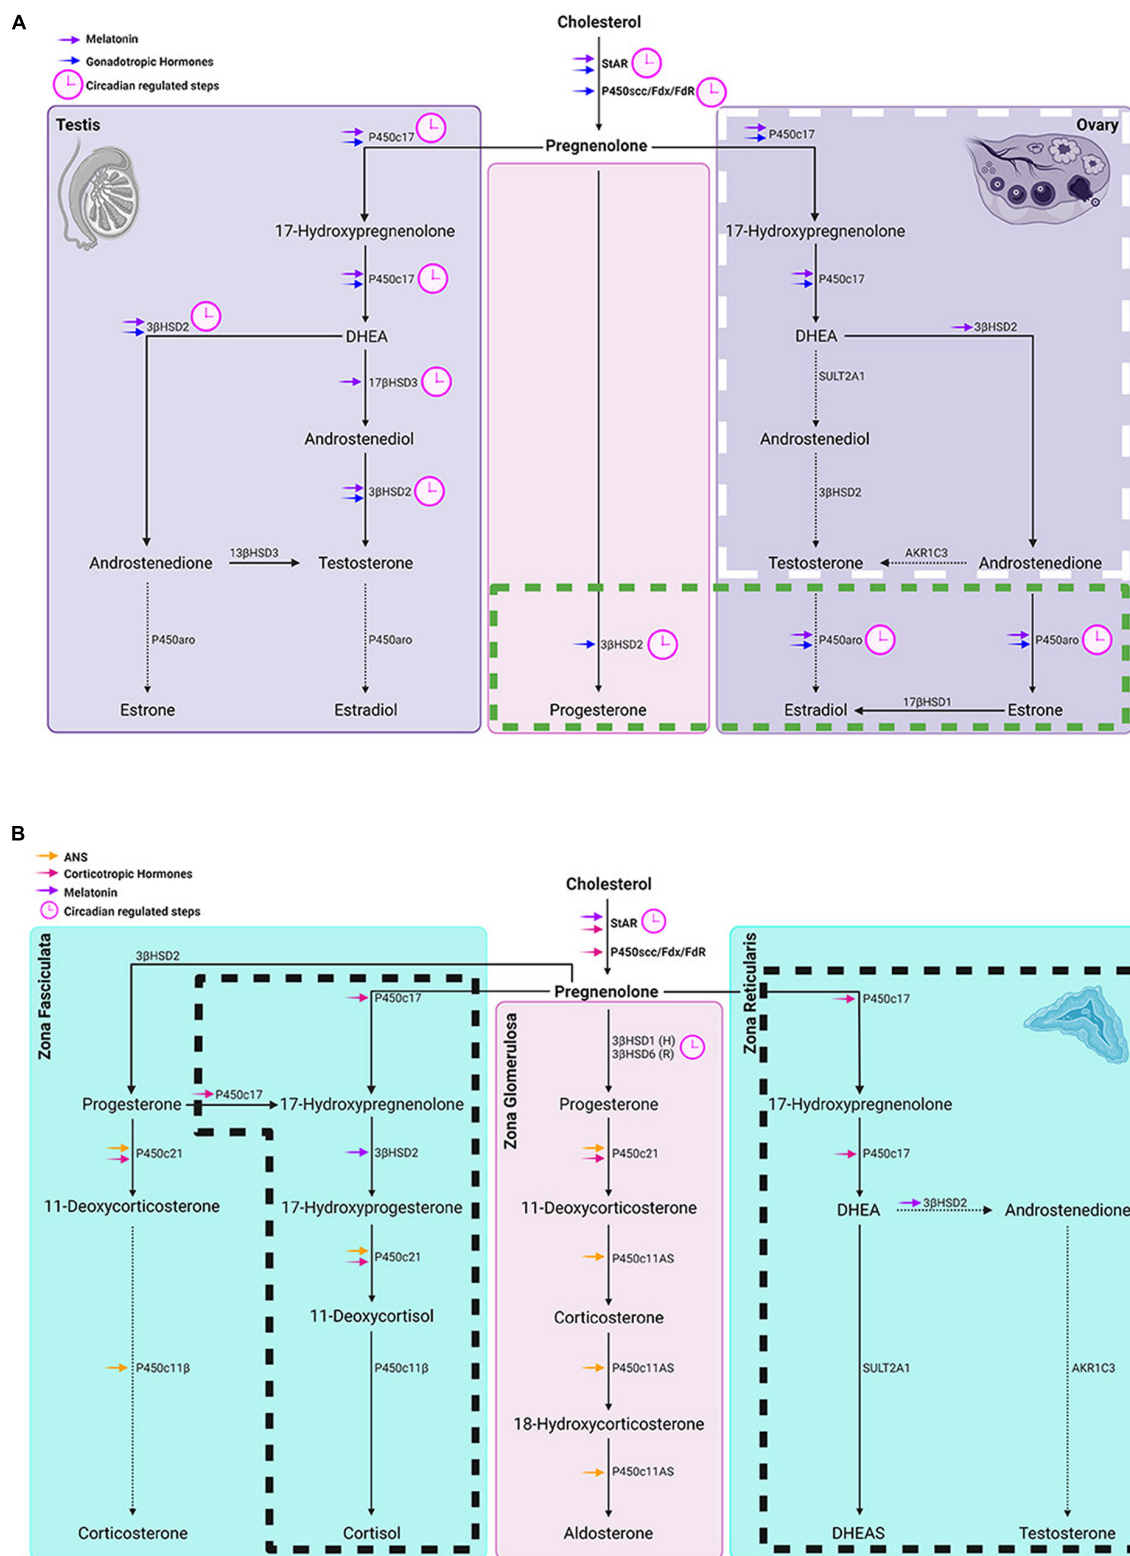 A
Melatonin
Gonadotropic Hormones
Circadian regulated steps
Cholesterol
StAR
P450scc/Fdx/FdR
Pregnenolone
Testis
P450c17
17-Hydroxypregnenolone
P450c17
3βHSD2
DHEA
17βHSD3
Androstenediol
3βHSD2
Androstenedione
13βHSD3
Testosterone
P450aro
P450aro
Estrone
Estradiol
3βHSD2
Progesterone
Ovary
P450c17
17-Hydroxypregnenolone
P450c17
DHEA
3βHSD2
SULT2A1
Androstenediol
3βHSD2
Testosterone
AKR1C3
Androstenedione
P450aro
P450aro
Estradiol
17βHSD1
Estrone
B
ANS
Corticotropic Hormones
Melatonin
Circadian regulated steps
Cholesterol
StAR
P450scc/Fdx/FdR
Pregnenolone
Zona Fasciculata
3βHSD2
P450c17
Progesterone
P450c17
17-Hydroxypregnenolone
P450c21
3βHSD2
11-Deoxycorticosterone
17-Hydroxyprogesterone
P450c21
11-Deoxycortisol
P450c11β
P450c11β
Corticosterone
Cortisol
Zona Glomerulosa
3βHSD1 (H)
3βHSD6 (R)
Progesterone
P450c21
11-Deoxycorticosterone
P450c11AS
Corticosterone
P450c11AS
18-Hydroxycorticosterone
P450c11AS
Aldosterone
Zona Reticularis
P450c17
17-Hydroxypregnenolone
P450c17
DHEA
3βHSD2
Androstenedione
SULT2A1
AKR1C3
DHEAS
Testosterone